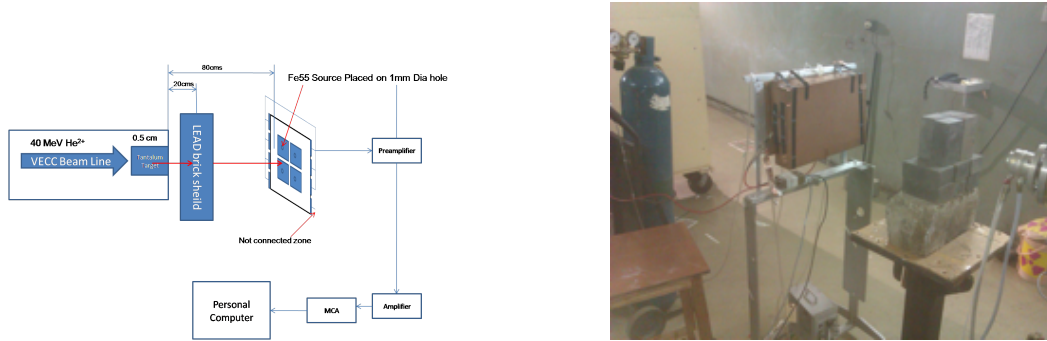 80cms
20cms
Fe55 Source Placed on 1mm Dia hole
40 MeV He²⁺
0.5 cm
VECC Beam Line
Tantalum
Target
LEAD brick sheild
Preamplifier
Not connected zone
Personal
Computer
MCA
Amplifier